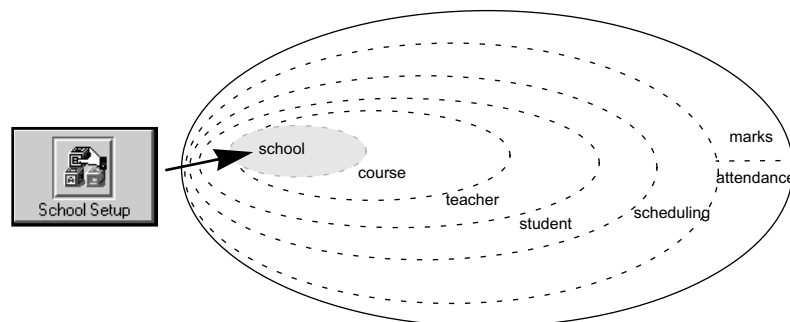 school
course
teacher
student
scheduling
marks
attendance
School Setup